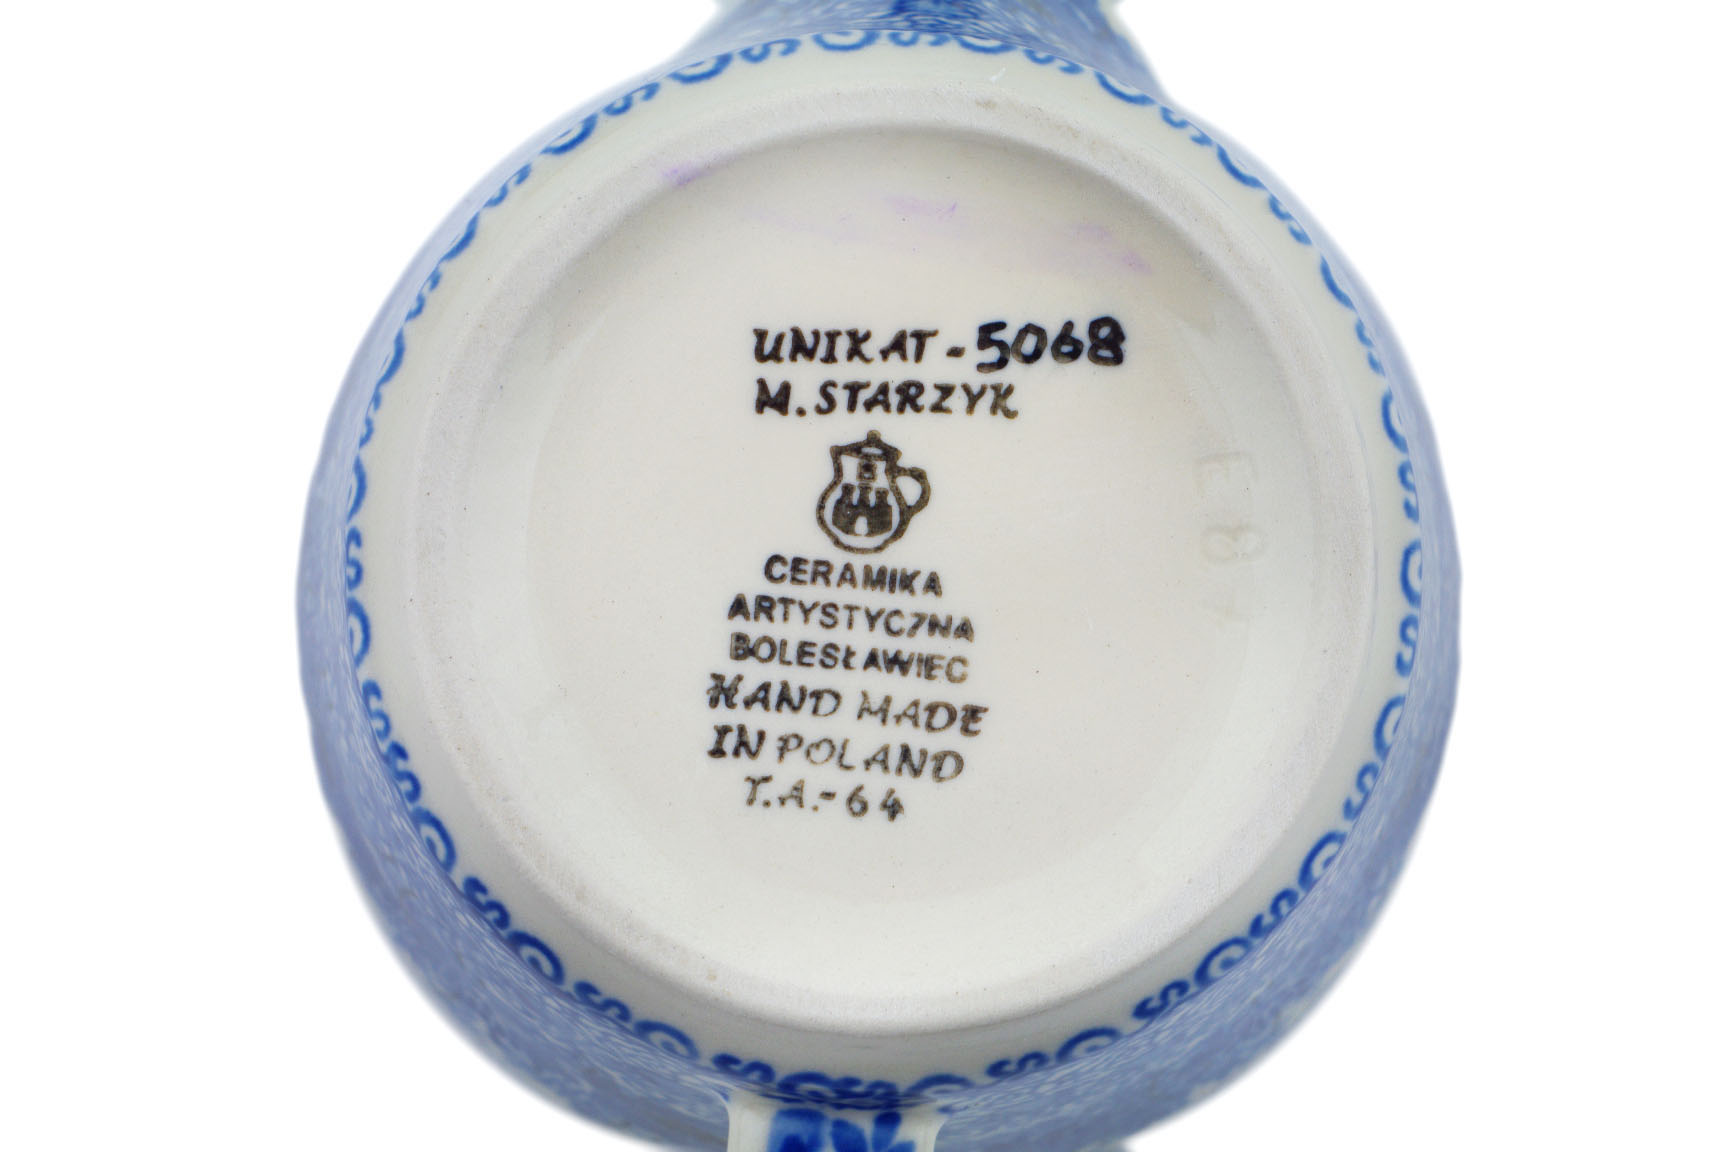 UNIKAT-5068
M.STARZYK
CERAMIKA
ARTYSTYCZNA
BOLESŁAWIEC
HAND MADE
IN POLAND
T.A.-64